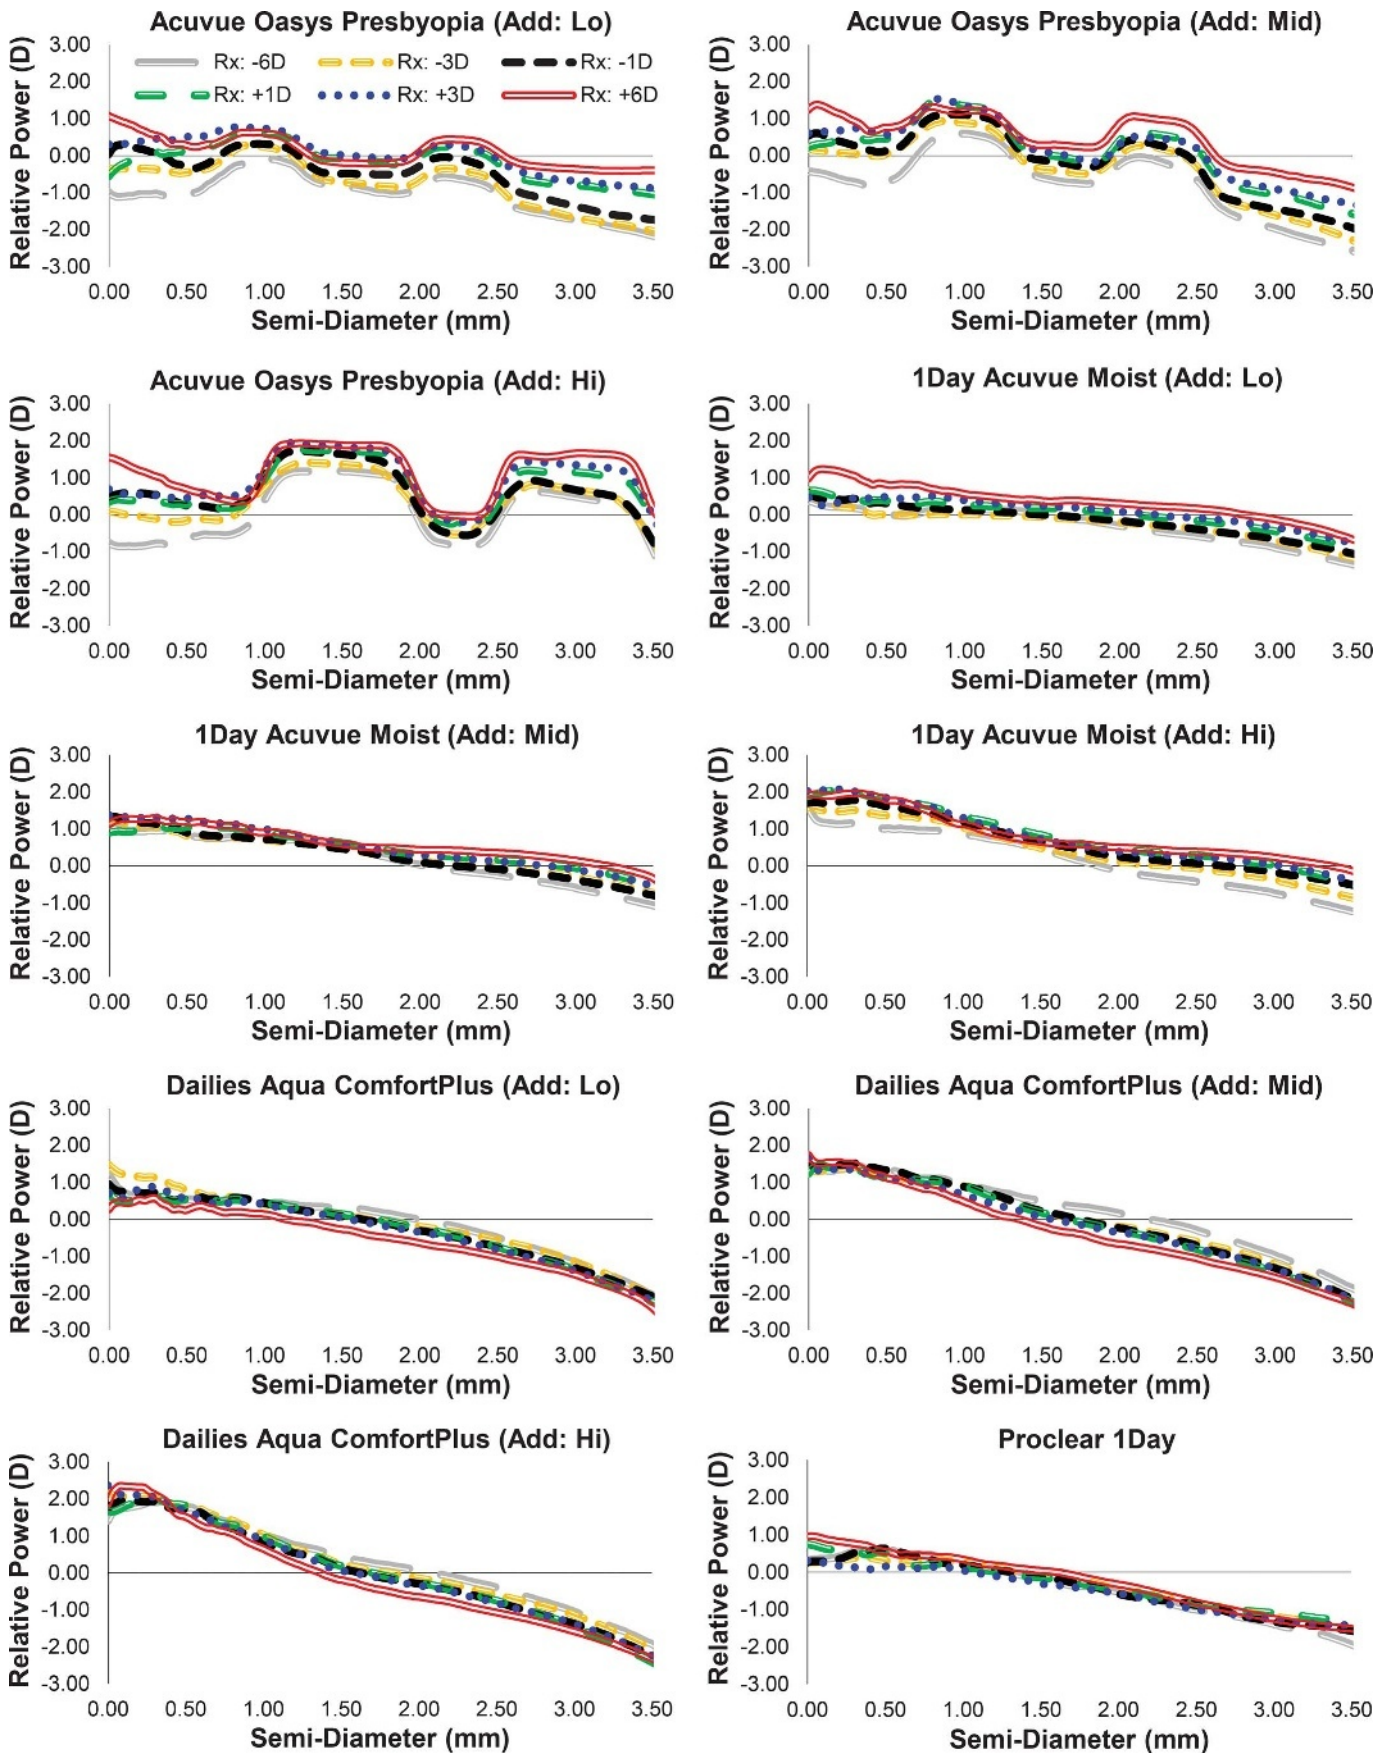 Acuvue Oasys Presbyopia (Add: Lo)
Relative Power (D)
3.00
2.00
1.00
0.00
-1.00
-2.00
-3.00
Rx: -6D Rx: -3D Rx: -1D
Rx: +1D Rx: +3D Rx: +6D
0.00 0.50 1.00 1.50 2.00 2.50 3.00 3.50
Semi-Diameter (mm)
Acuvue Oasys Presbyopia (Add: Mid)
Relative Power (D)
3.00
2.00
1.00
0.00
-1.00
-2.00
-3.00
0.00 0.50 1.00 1.50 2.00 2.50 3.00 3.50
Semi-Diameter (mm)
Acuvue Oasys Presbyopia (Add: Hi)
Relative Power (D)
3.00
2.00
1.00
0.00
-1.00
-2.00
-3.00
0.00 0.50 1.00 1.50 2.00 2.50 3.00 3.50
Semi-Diameter (mm)
1Day Acuvue Moist (Add: Lo)
Relative Power (D)
3.00
2.00
1.00
0.00
-1.00
-2.00
-3.00
0.00 0.50 1.00 1.50 2.00 2.50 3.00 3.50
Semi-Diameter (mm)
1Day Acuvue Moist (Add: Mid)
Relative Power (D)
3.00
2.00
1.00
0.00
-1.00
-2.00
-3.00
0.00 0.50 1.00 1.50 2.00 2.50 3.00 3.50
Semi-Diameter (mm)
1Day Acuvue Moist (Add: Hi)
Relative Power (D)
3.00
2.00
1.00
0.00
-1.00
-2.00
-3.00
0.00 0.50 1.00 1.50 2.00 2.50 3.00 3.50
Semi-Diameter (mm)
Dailies Aqua ComfortPlus (Add: Lo)
Relative Power (D)
3.00
2.00
1.00
0.00
-1.00
-2.00
-3.00
0.00 0.50 1.00 1.50 2.00 2.50 3.00 3.50
Semi-Diameter (mm)
Dailies Aqua ComfortPlus (Add: Mid)
Relative Power (D)
3.00
2.00
1.00
0.00
-1.00
-2.00
-3.00
0.00 0.50 1.00 1.50 2.00 2.50 3.00 3.50
Semi-Diameter (mm)
Dailies Aqua ComfortPlus (Add: Hi)
Relative Power (D)
3.00
2.00
1.00
0.00
-1.00
-2.00
-3.00
0.00 0.50 1.00 1.50 2.00 2.50 3.00 3.50
Semi-Diameter (mm)
Proclear 1Day
Relative Power (D)
3.00
2.00
1.00
0.00
-1.00
-2.00
-3.00
0.00 0.50 1.00 1.50 2.00 2.50 3.00 3.50
Semi-Diameter (mm)